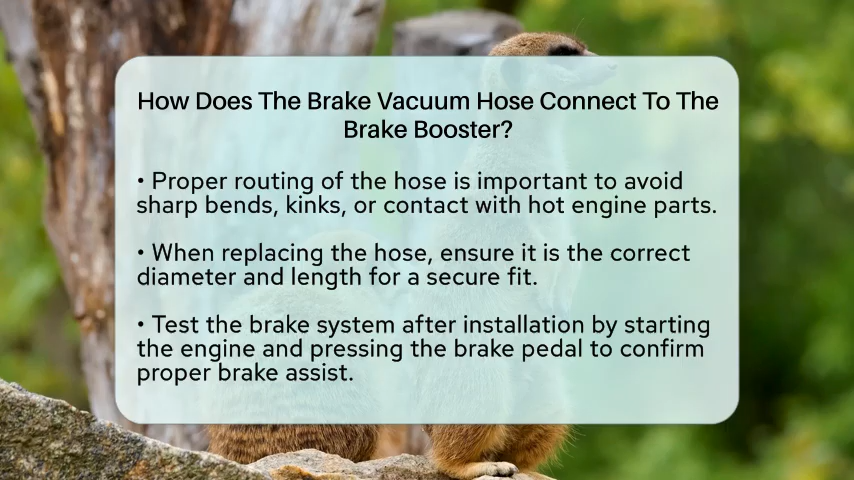 How Does The Brake Vacuum Hose Connect To The
Brake Booster?
• Proper routing of the hose is important to avoid
sharp bends, kinks, or contact with hot engine parts.
• When replacing the hose, ensure it is the correct
diameter and length for a secure fit.
• Test the brake system after installation by starting
the engine and pressing the brake pedal to confirm
proper brake assist.